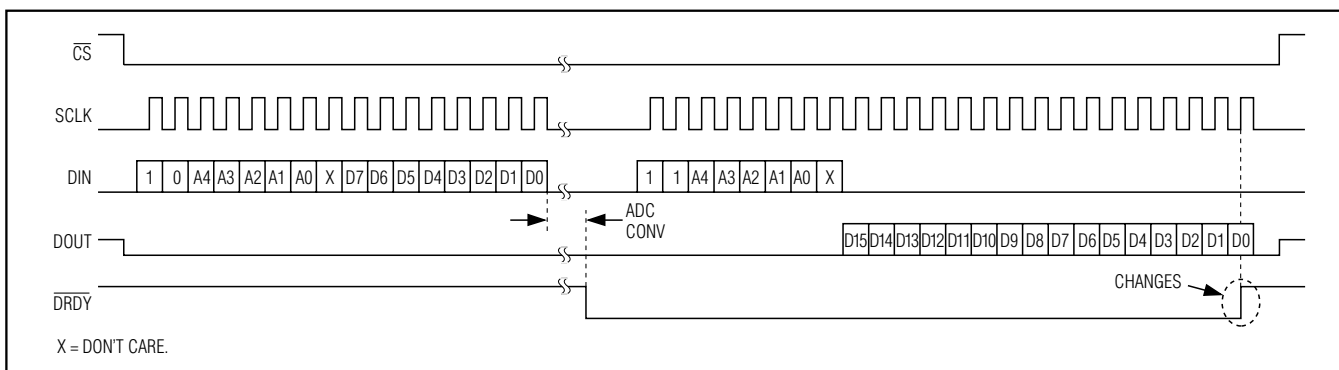 CS
SCLK
DIN 1 0 A4 A3 A2 A1 A0 X D7 D6 D5 D4 D3 D2 D1 D0 1 1 A4 A3 A2 A1 A0 X
ADC
CONV
DOUT D15 D14 D13 D12 D11 D10 D9 D8 D7 D6 D5 D4 D3 D2 D1 D0
CHANGES
DRDY
X = DON'T CARE.